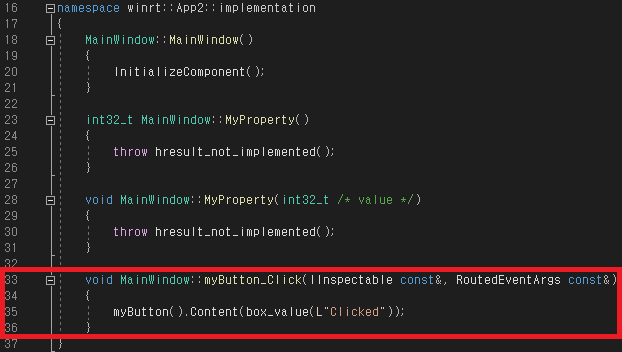 16 namespace winrt::App2::implementation
17 {
18     MainWindow::MainWindow()
19     {
20         InitializeComponent();
21     }
22
23     int32_t MainWindow::MyProperty()
24     {
25         throw hresult_not_implemented();
26     }
27
28     void MainWindow::MyProperty(int32_t /* value */)
29     {
30         throw hresult_not_implemented();
31     }
32
33     void MainWindow::myButton_Click(IInspectable const&, RoutedEventArgs const&)
34     {
35         myButton().Content(box_value(L"Clicked"));
36     }
37 }
38